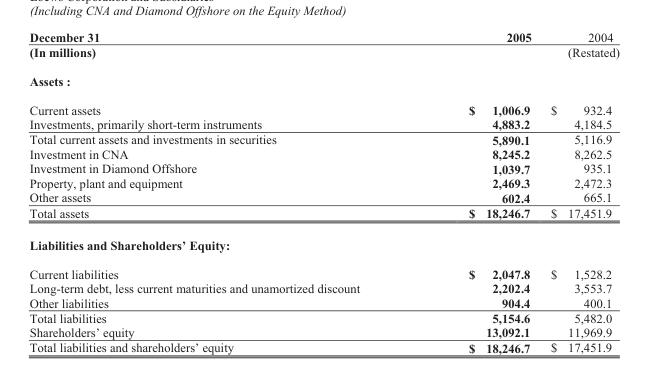 (Including CNA and Diamond Offshore on the Equity Method)
December 31 2005 2004
(In millions) (Restated)
Assets :
Current assets $ 1,006.9 $ 932.4
Investments, primarily short-term instruments 4,883.2 4,184.5
Total current assets and investments in securities 5,890.1 5,116.9
Investment in CNA 8,245.2 8,262.5
Investment in Diamond Offshore 1,039.7 935.1
Property, plant and equipment 2,469.3 2,472.3
Other assets 602.4 665.1
Total assets $ 18,246.7 $ 17,451.9
Liabilities and Shareholders’ Equity:
Current liabilities $ 2,047.8 $ 1,528.2
Long-term debt, less current maturities and unamortized discount 2,202.4 3,553.7
Other liabilities 904.4 400.1
Total liabilities 5,154.6 5,482.0
Shareholders’ equity 13,092.1 11,969.9
Total liabilities and shareholders’ equity $ 18,246.7 $ 17,451.9